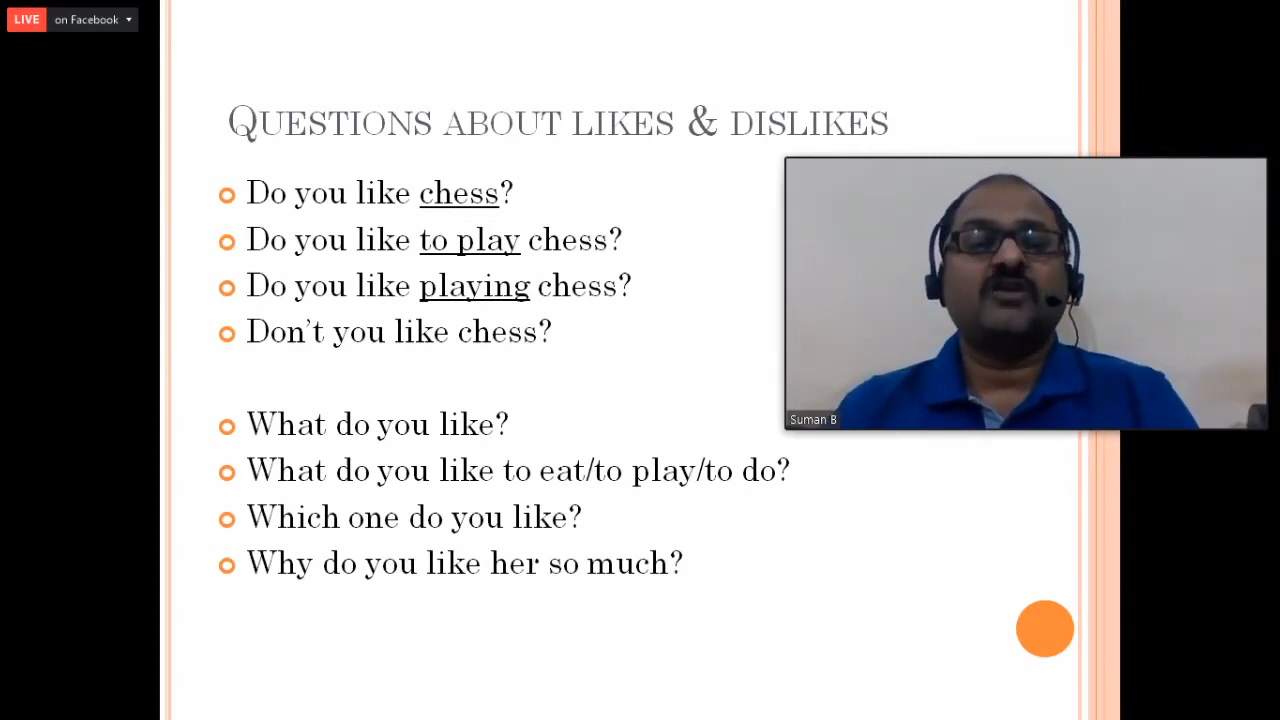 LIVE on Facebook
QUESTIONS ABOUT LIKES & DISLIKES
Do you like chess?
Do you like to play chess?
Do you like playing chess?
Don't you like chess?
What do you like?
What do you like to eat/to play/to do?
Which one do you like?
Why do you like her so much?
Suman B